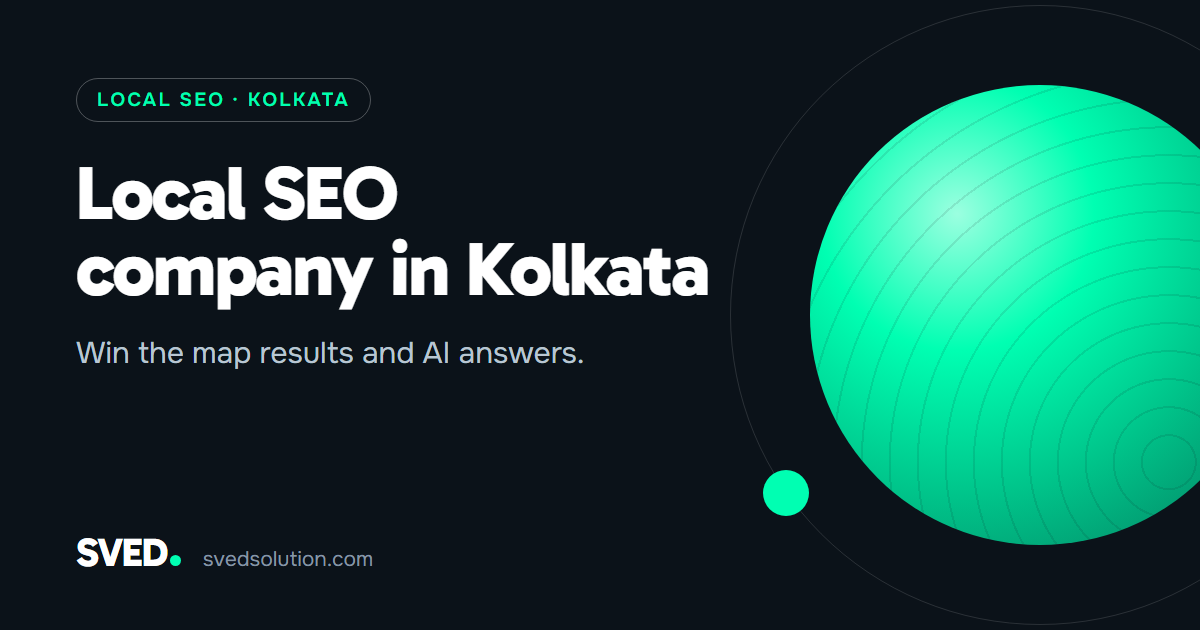 LOCAL SEO · KOLKATA
Local SEO
company in Kolkata
Win the map results and AI answers.
SVED. svedsolution.com